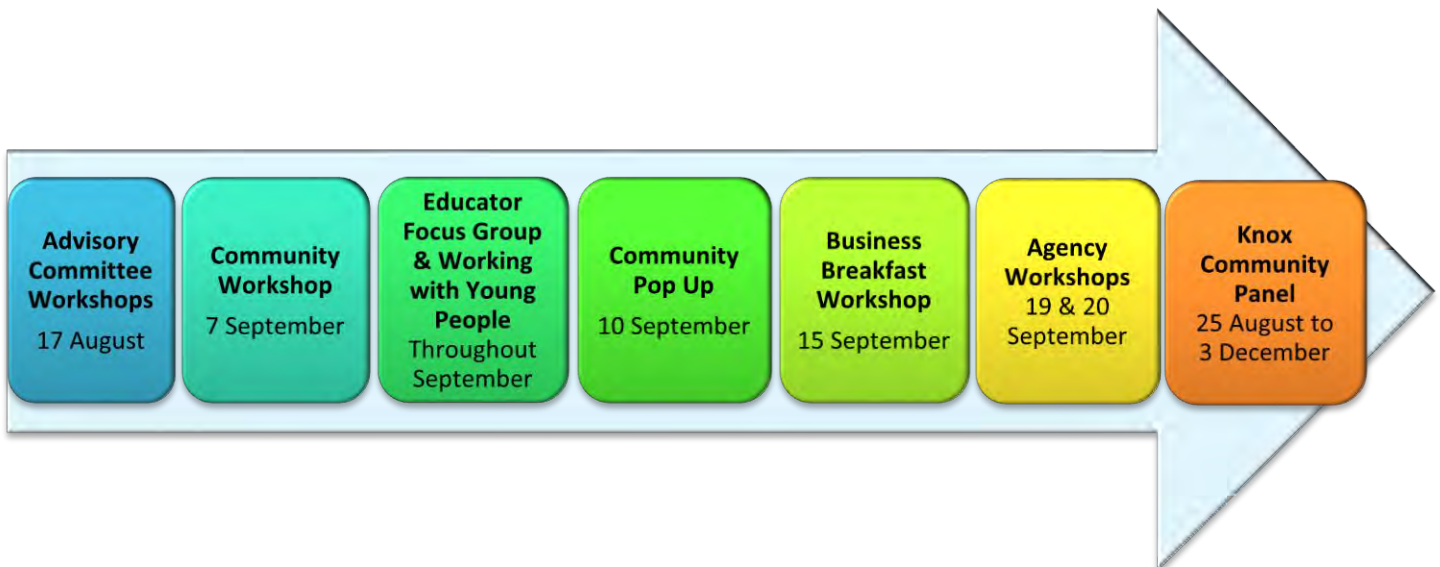 Advisory
Committee
Workshops
17 August
Community
Workshop
7 September
Educator
Focus Group
& Working
with Young
People
Throughout
September
Community
Pop Up
10 September
Business
Breakfast
Workshop
15 September
Agency
Workshops
19 & 20
September
Knox
Community
Panel
25 August to
3 December